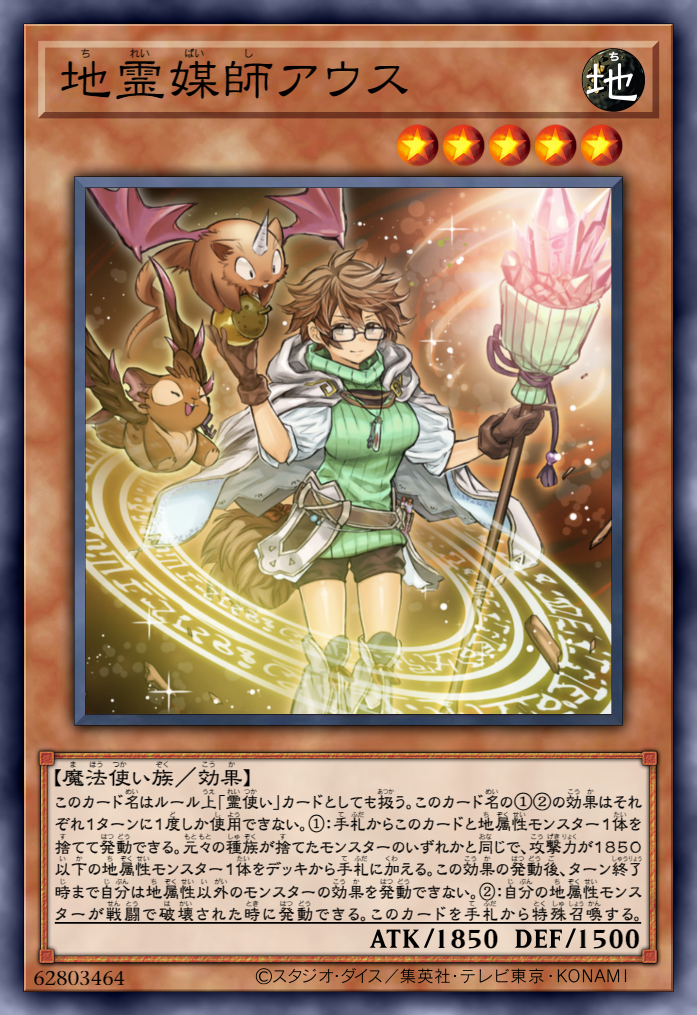 地霊媒師アウス
地
【魔法使い族／効果】
このカード名はルール上「霊使い」カードとしても扱う。このカード名の①②の効果はそれ
ぞれ1ターンに1度しか使用できない。①：手札からこのカードと地属性モンスター1体を
捨てて発動できる。元々の種族が捨てたモンスターのいずれかと同じで、攻撃力が1850
以下の地属性モンスター1体をデッキから手札に加える。この効果の発動後、ターン終了
時まで自分は地属性以外のモンスターの効果を発動できない。②：自分の地属性モンス
ターが戦闘で破壊された時に発動できる。このカードを手札から特殊召喚する。
ATK/1850 DEF/1500
62803464 ©スタジオ・ダイス／集英社・テレビ東京・KONAMI